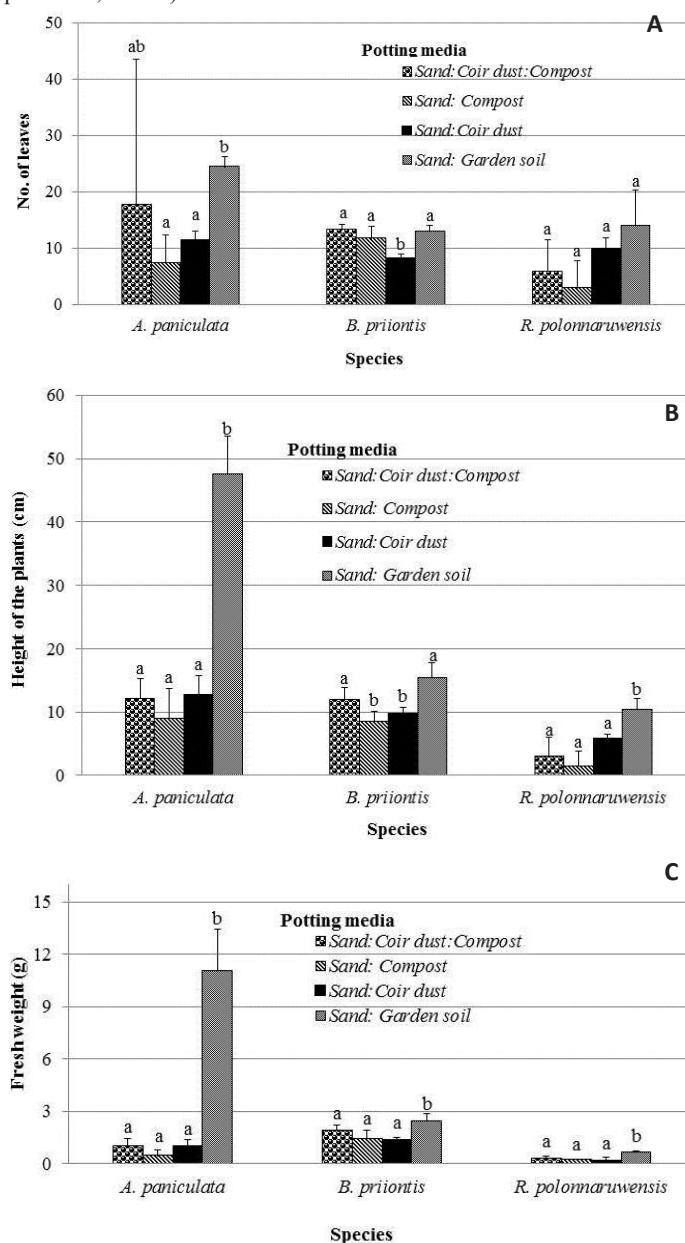 A
50
40
30
20
10
0
No. of leaves
Potting media
Sand:Coir dust:Compost
Sand: Compost
Sand:Coir dust
Sand: Garden soil
ab a a b
a a b a
a a a a
A. paniculata B. priiontis R. polonnaruwensis
Species
B
60
50
40
30
20
10
0
Height of the plants (cm)
Potting media
Sand:Coir dust:Compost
Sand: Compost
Sand:Coir dust
Sand: Garden soil
a a a b
a b b a
a a a b
A. paniculata B. priiontis R. polonnaruwensis
Species
C
15
12
9
6
3
0
Fresh weight (g)
Potting media
Sand:Coir dust:Compost
Sand: Compost
Sand:Coir dust
Sand: Garden soil
a a a b
a a a b
a a a b
A. paniculata B. priiontis R. polonnaruwensis
Species